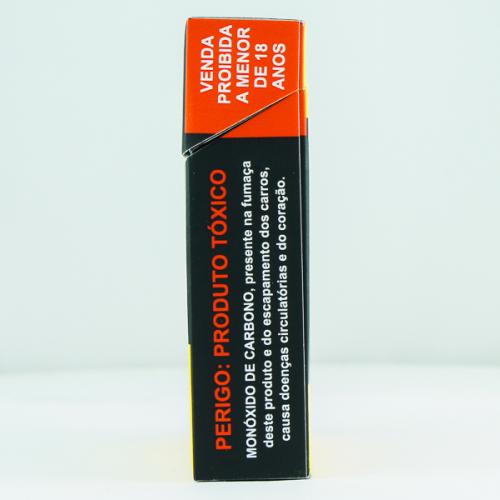 VENDA
PROIBIDA
A MENOR
DE 18
ANOS
PERIGO: PRODUTO TÓXICO
MONÓXIDO DE CARBONO, presente na fumaça
deste produto e do escapamento dos carros,
causa doenças circulatórias e do coração.